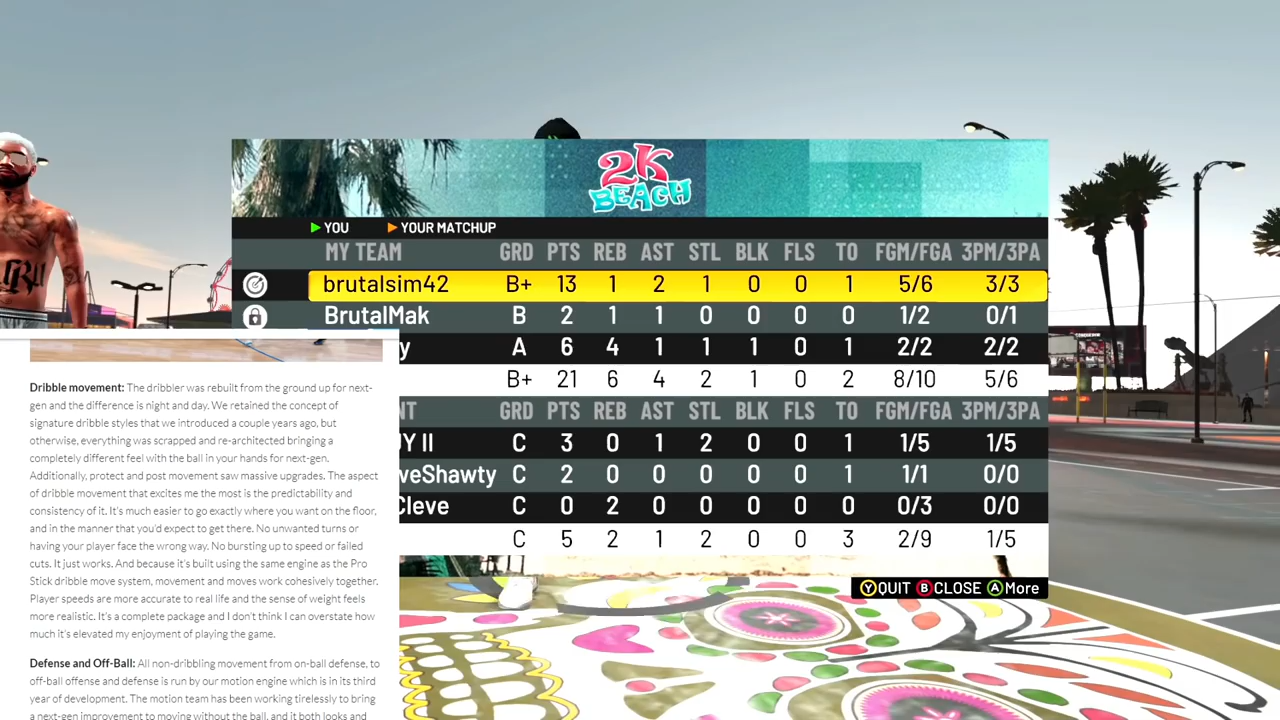 2K
BEACH
YOU YOUR MATCHUP
MY TEAM GRD PTS REB AST STL BLK FLS TO FGM/FGA 3PM/3PA
brutalsim42 B+ 13 1 2 1 0 0 1 5/6 3/3
BrutalMak B 2 1 1 0 0 0 0 1/2 0/1
y A 6 4 1 1 1 0 1 2/2 2/2
B+ 21 6 4 2 1 0 2 8/10 5/6
NT GRD PTS REB AST STL BLK FLS TO FGM/FGA 3PM/3PA
UY II C 3 0 1 2 0 0 1 1/5 1/5
veShawty C 2 0 0 0 0 0 1 1/1 0/0
Cleve C 0 2 0 0 0 0 0 0/3 0/0
C 5 2 1 2 0 0 3 2/9 1/5
Y QUIT B CLOSE A More
Dribble movement: The dribbler was rebuilt from the ground up for next-
gen and the difference is night and day. We retained the concept of
signature dribble styles that we introduced a couple years ago, but
otherwise, everything was scrapped and re-architected bringing a
completely different feel with the ball in your hands for next-gen.
Additionally, protect and post movement saw massive upgrades. The aspect
of dribble movement that excites me the most is the predictability and
consistency of it. It's much easier to go exactly where you want on the floor,
and in the manner that you'd expect to get there. No unwanted turns or
having your player face the wrong way. No bursting up to speed or failed
cuts. It just works. And because it's built using the same engine as the Pro
Stick dribble move system, movement and moves work cohesively together.
Player speeds are more accurate to real life and the sense of weight feels
more realistic. It's a complete package and I don't think I can overstate how
much it's elevated my enjoyment of playing the game.
Defense and Off-Ball: All non-dribbling movement from on-ball defense, to
off-ball offense and defense is run by our motion engine which is in its third
year of development. The motion team has been working tirelessly to bring
a next-gen improvement to moving without the ball, and it both looks and